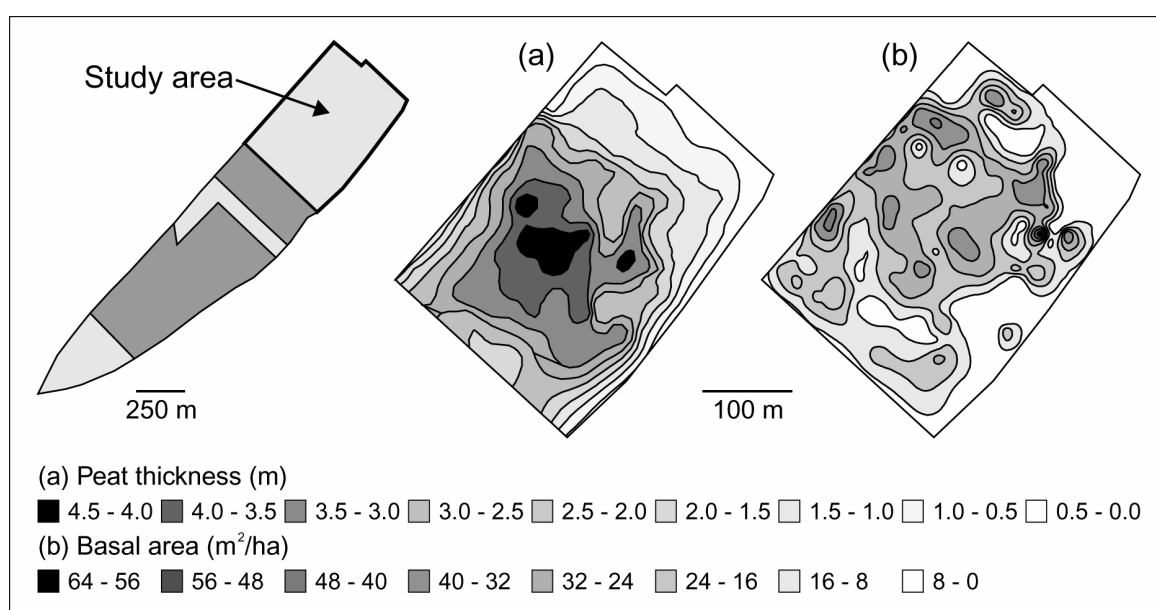 (a)
(b)
Study area
250 m
100 m
(a) Peat thickness (m)
4.5 - 4.0 4.0 - 3.5 3.5 - 3.0 3.0 - 2.5 2.5 - 2.0 2.0 - 1.5 1.5 - 1.0 1.0 - 0.5 0.5 - 0.0
(b) Basal area (m²/ha)
64 - 56 56 - 48 48 - 40 40 - 32 32 - 24 24 - 16 16 - 8 8 - 0